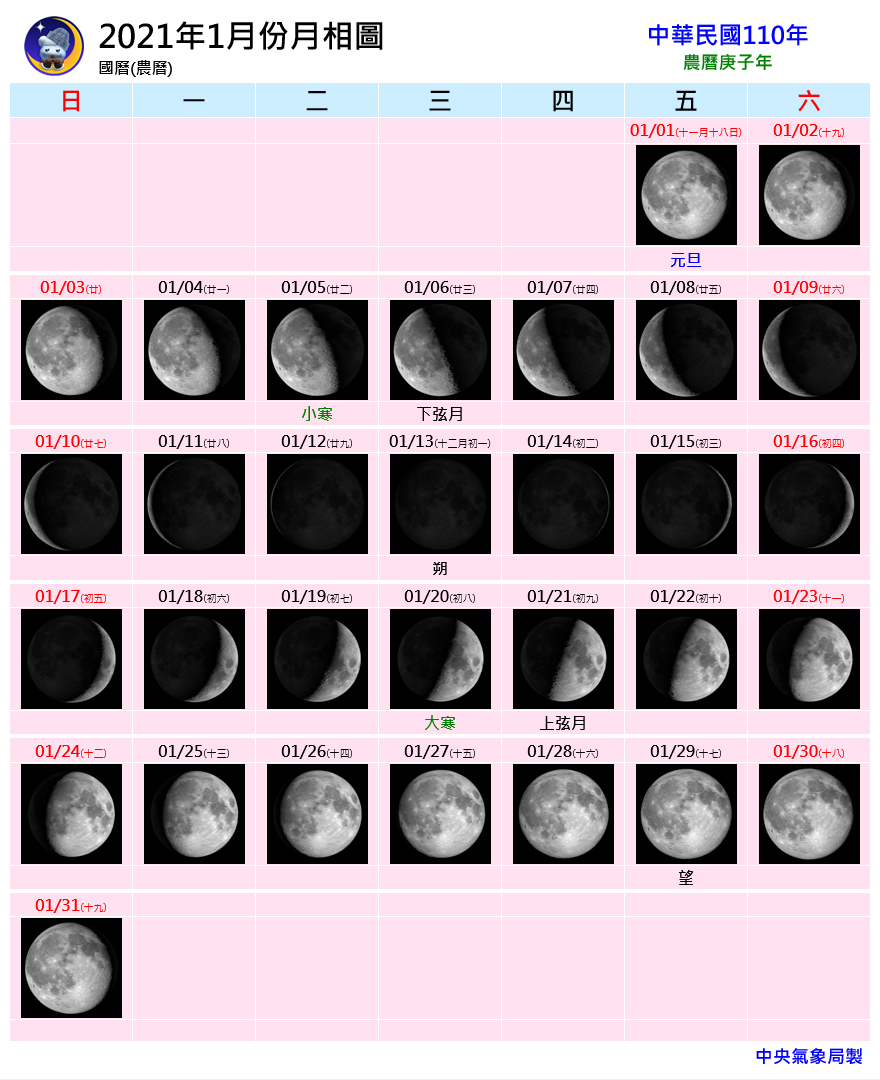 2021年1月份月相圖
國曆(農曆)
中華民國110年
農曆庚子年
日 一 二 三 四 五 六
01/01(十一月十八日) 01/02(十九)
元旦
01/03(廿) 01/04(廿一) 01/05(廿二) 01/06(廿三) 01/07(廿四) 01/08(廿五) 01/09(廿六)
小寒 下弦月
01/10(廿七) 01/11(廿八) 01/12(廿九) 01/13(十二月初一) 01/14(初二) 01/15(初三) 01/16(初四)
朔
01/17(初五) 01/18(初六) 01/19(初七) 01/20(初八) 01/21(初九) 01/22(初十) 01/23(十一)
大寒 上弦月
01/24(十二) 01/25(十三) 01/26(十四) 01/27(十五) 01/28(十六) 01/29(十七) 01/30(十八)
望
01/31(十九)
中央氣象局製